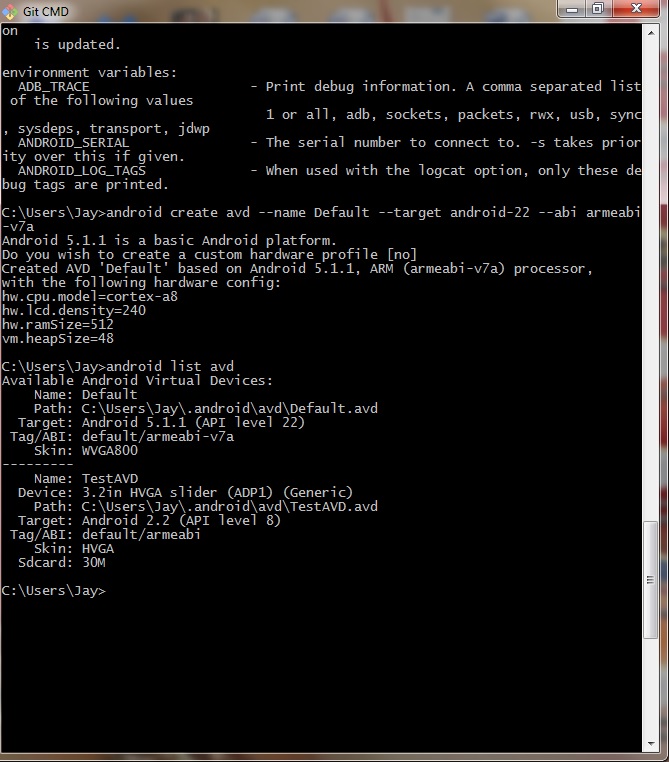 Git CMD
on
is updated.
environment variables:
ADB_TRACE - Print debug information. A comma separated list
of the following values
1 or all, adb, sockets, packets, rwx, usb, sync
, sysdeps, transport, jdwp
ANDROID_SERIAL - The serial number to connect to. -s takes prior
ity over this if given.
ANDROID_LOG_TAGS - When used with the logcat option, only these de
bug tags are printed.
C:\Users\Jay>android create avd --name Default --target android-22 --abi armeabi
-v7a
Android 5.1.1 is a basic Android platform.
Do you wish to create a custom hardware profile [no]
Created AVD 'Default' based on Android 5.1.1, ARM (armeabi-v7a) processor,
with the following hardware config:
hw.cpu.model=cortex-a8
hw.lcd.density=240
hw.ramSize=512
vm.heapSize=48
C:\Users\Jay>android list avd
Available Android Virtual Devices:
Name: Default
Path: C:\Users\Jay\.android\avd\Default.avd
Target: Android 5.1.1 (API level 22)
Tag/ABI: default/armeabi-v7a
Skin: WVGA800
---------
Name: TestAVD
Device: 3.2in HVGA slider (ADP1) (Generic)
Path: C:\Users\Jay\.android\avd\TestAVD.avd
Target: Android 2.2 (API level 8)
Tag/ABI: default/armeabi
Skin: HVGA
Sdcard: 30M
C:\Users\Jay>